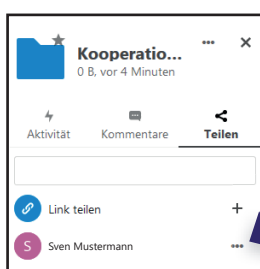 Kooperatio...
0 B, vor 4 Minuten
Aktivität Kommentare Teilen
Link teilen
S Sven Mustermann